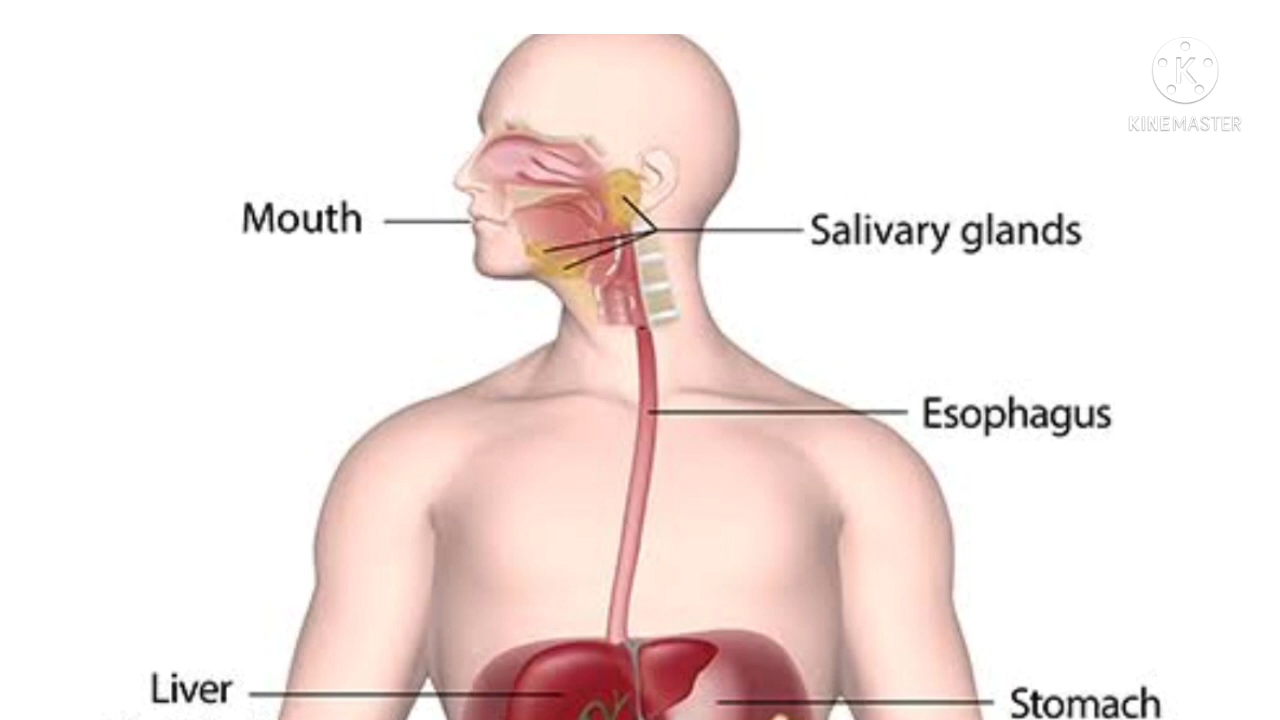 K
KINEMASTER
Mouth
Salivary glands
Esophagus
Liver
Stomach